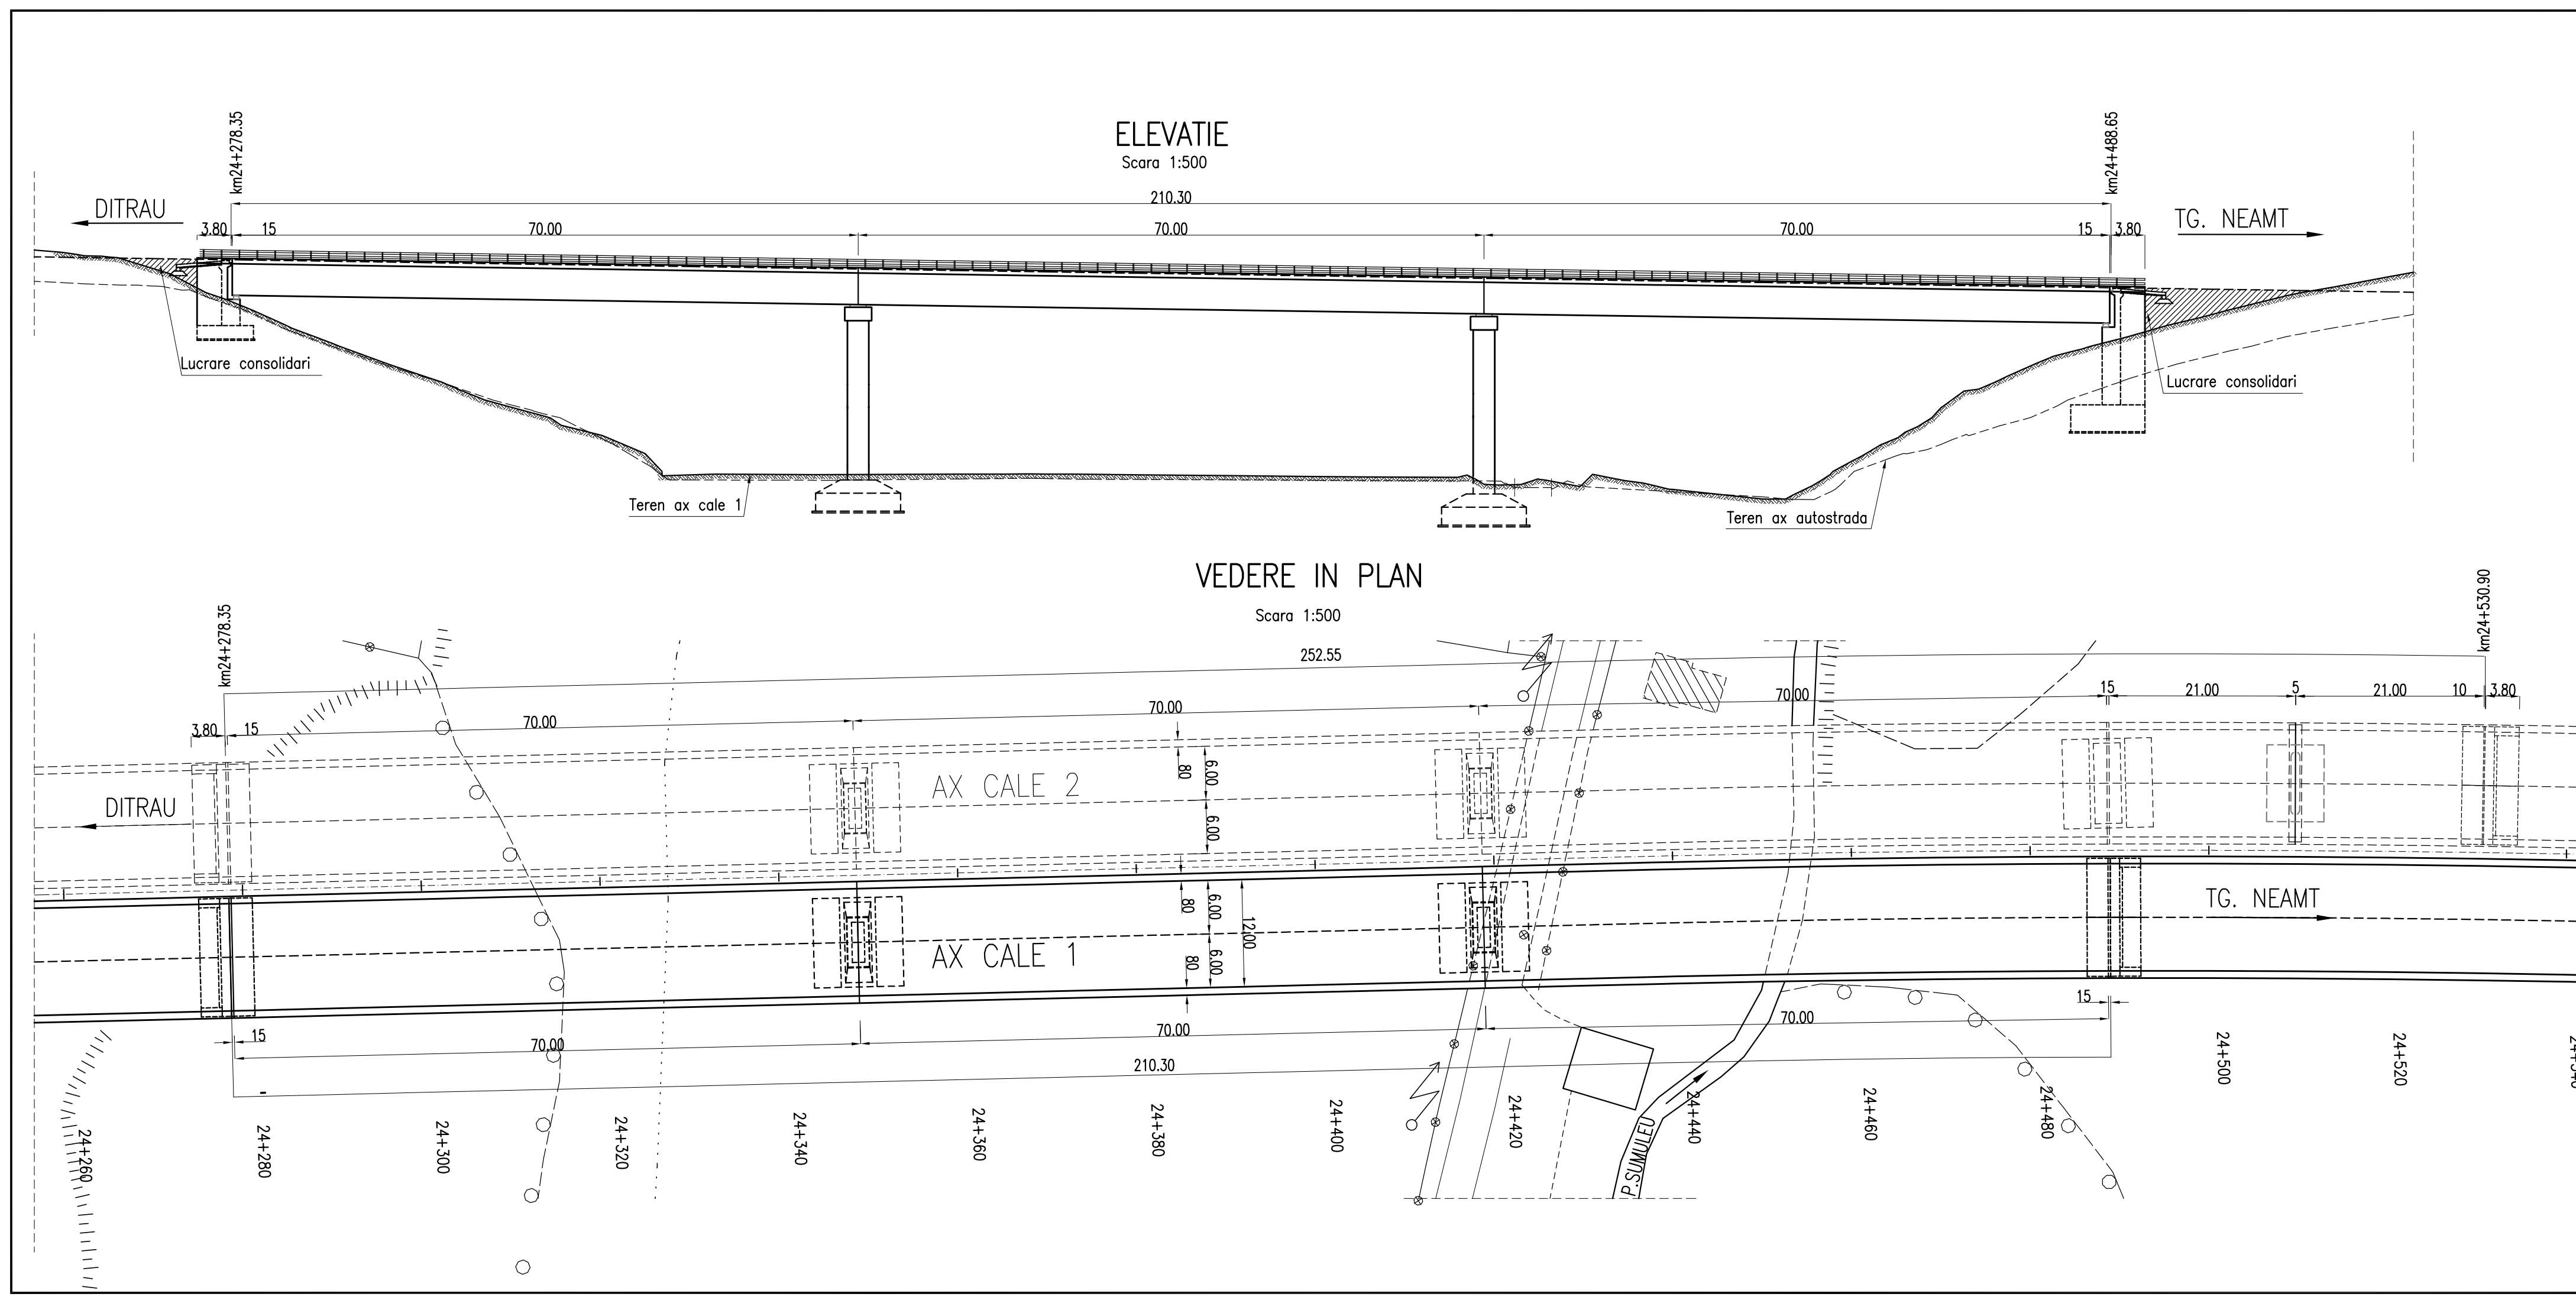 ELEVATIE
Scara 1:500
km24+278.35
km24+488.65
210.30
DITRAU
TG. NEAMT
3.80
15
70.00
70.00
70.00
15
3.80
Lucrare consolidari
Lucrare consolidari
Teren ax cale 1
Teren ax autostrada
VEDERE IN PLAN
Scara 1:500
km24+278.35
km24+530.90
252.55
3.80
15
70.00
70.00
70.00
15
21.00
5
21.00
10
3.80
DITRAU
AX CALE 2
80
6.00
6.00
AX CALE 1
80
6.00
12.00
6.00
80
TG. NEAMT
15
15
70.00
70.00
70.00
210.30
P.SUMULEU
24+260
24+280
24+300
24+320
24+340
24+360
24+380
24+400
24+420
24+440
24+460
24+480
24+500
24+520